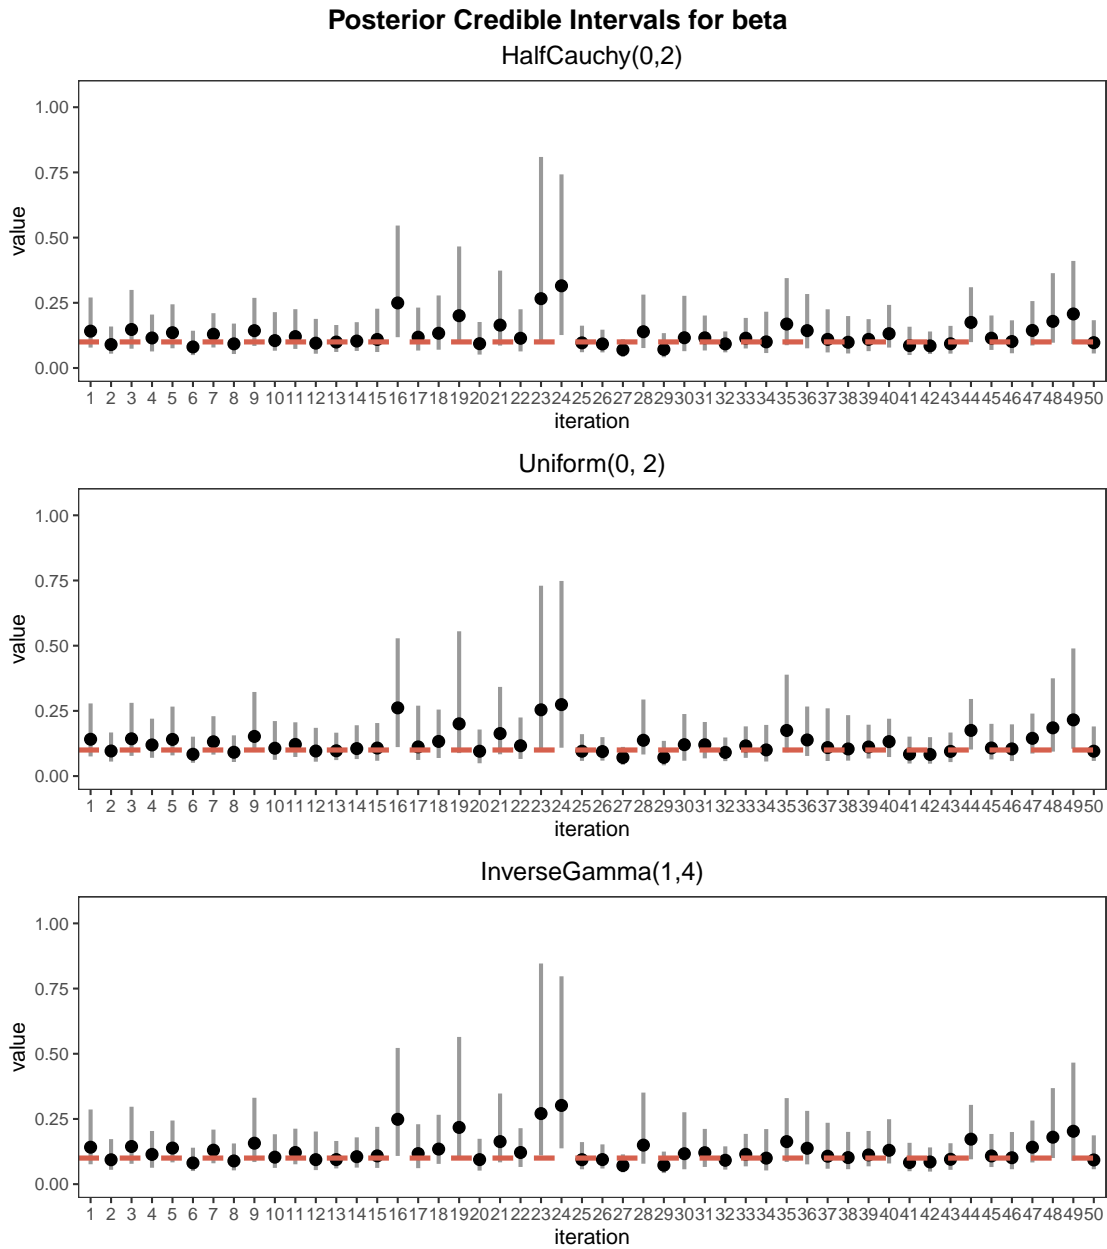 Posterior Credible Intervals for beta
HalfCauchy(0,2)
1.00
0.75
0.50
0.25
0.00
value
1 2 3 4 5 6 7 8 9 10 11 12 13 14 15 16 17 18 19 20 21 22 23 24 25 26 27 28 29 30 31 32 33 34 35 36 37 38 39 40 41 42 43 44 45 46 47 48 49 50
iteration
Uniform(0, 2)
1.00
0.75
0.50
0.25
0.00
value
1 2 3 4 5 6 7 8 9 10 11 12 13 14 15 16 17 18 19 20 21 22 23 24 25 26 27 28 29 30 31 32 33 34 35 36 37 38 39 40 41 42 43 44 45 46 47 48 49 50
iteration
InverseGamma(1,4)
1.00
0.75
0.50
0.25
0.00
value
1 2 3 4 5 6 7 8 9 10 11 12 13 14 15 16 17 18 19 20 21 22 23 24 25 26 27 28 29 30 31 32 33 34 35 36 37 38 39 40 41 42 43 44 45 46 47 48 49 50
iteration